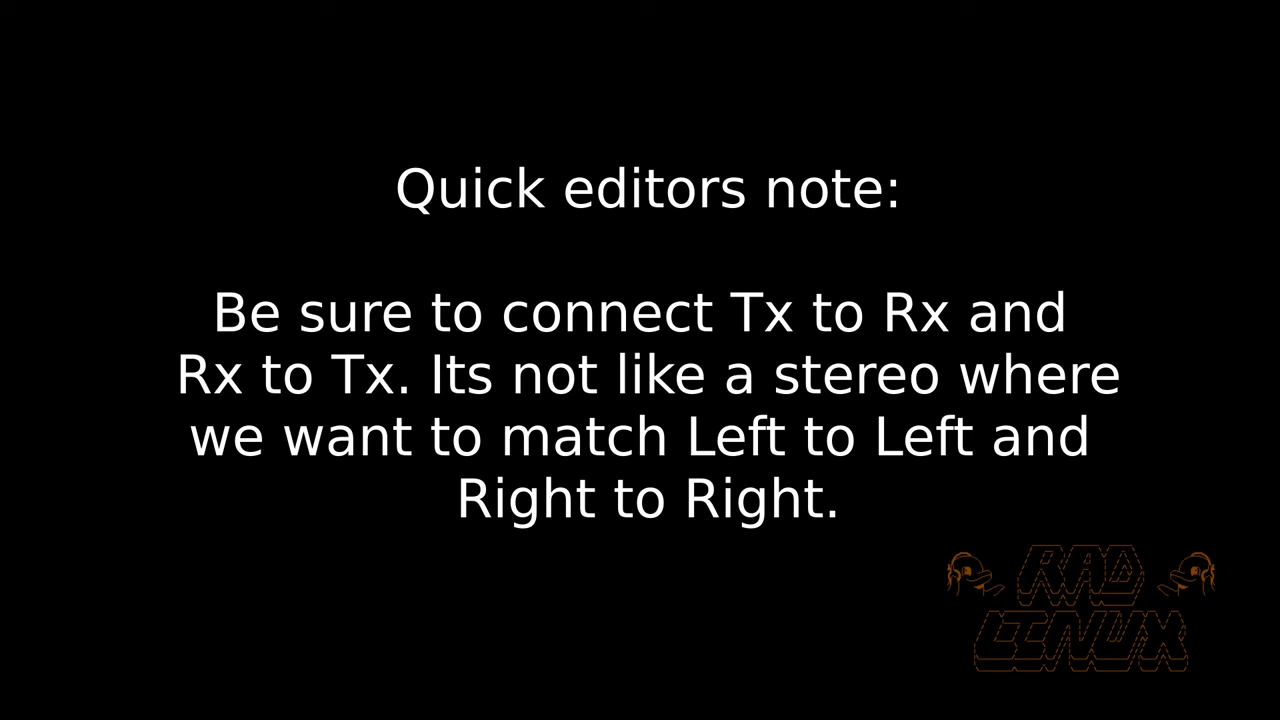 Quick editors note:
Be sure to connect Tx to Rx and
Rx to Tx. Its not like a stereo where
we want to match Left to Left and
Right to Right.
RAD
LINUX